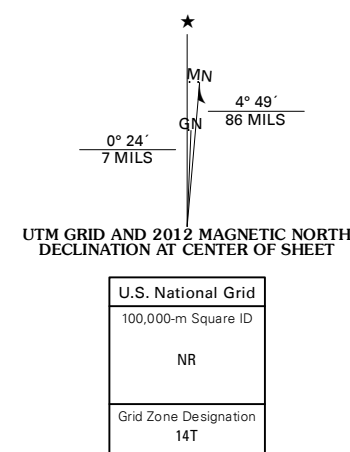 MN
4° 49´
86 MILS
GN
0° 24´
7 MILS
UTM GRID AND 2012 MAGNETIC NORTH
DECLINATION AT CENTER OF SHEET
U.S. National Grid
100,000-m Square ID
NR
Grid Zone Designation
14T